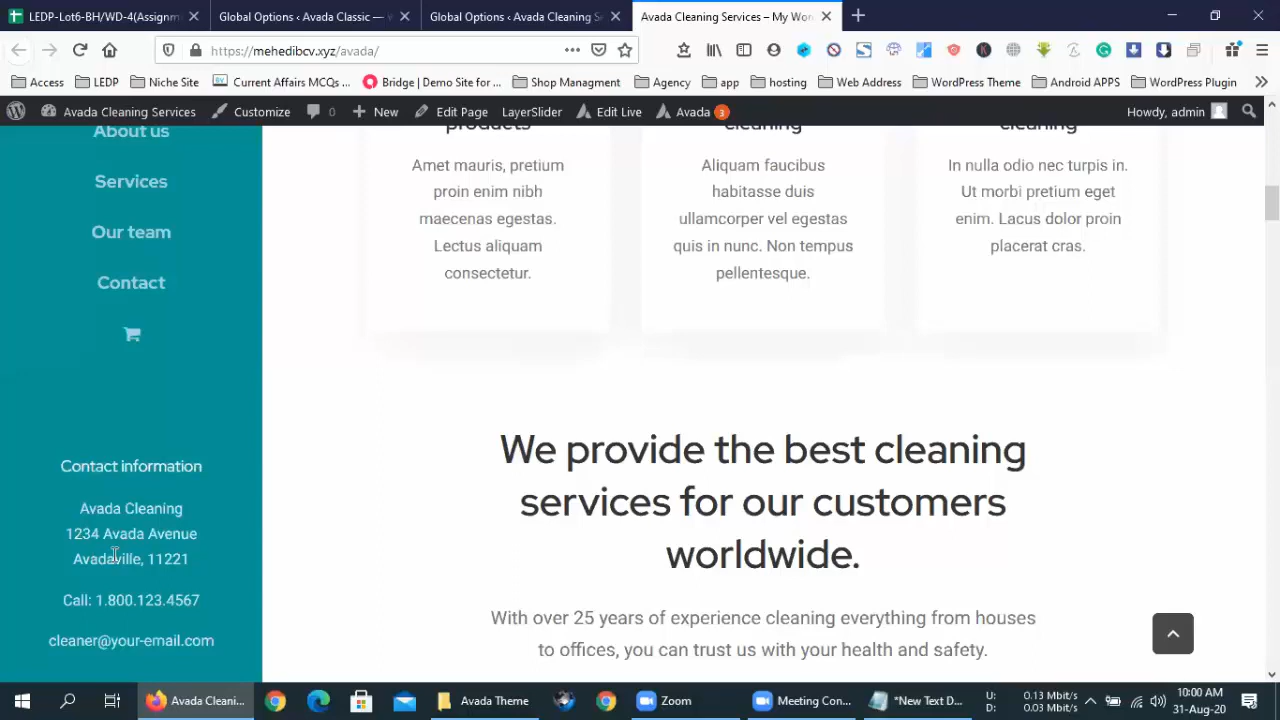 LEDP-Lot6-BH/WD-4(Assignm
Global Options ‹ Avada Classic —
Global Options ‹ Avada Cleaning S
Avada Cleaning Services – My Wor
https://mehedibcv.xyz/avada/
Access
LEDP
Niche Site
Current Affairs MCQs ...
Bridge | Demo Site for ...
Shop Managment
Agency
app
hosting
Web Address
WordPress Theme
Android APPS
WordPress Plugin
Avada Cleaning Services
Customize
0
New
Edit Page
LayerSlider
Edit Live
Avada 3
Howdy, admin
About us
Services
Our team
Contact
Contact information
Avada Cleaning
1234 Avada Avenue
Avadaville, 11221
Call: 1.800.123.4567
cleaner@your-email.com
products
Amet mauris, pretium
proin enim nibh
maecenas egestas.
Lectus aliquam
consectetur.
cleaning
Aliquam faucibus
habitasse duis
ullamcorper vel egestas
quis in nunc. Non tempus
pellentesque.
cleaning
In nulla odio nec turpis in.
Ut morbi pretium eget
enim. Lacus dolor proin
placerat cras.
We provide the best cleaning
services for our customers
worldwide.
With over 25 years of experience cleaning everything from houses
to offices, you can trust us with your health and safety.
Avada Cleani...
Avada Theme
Zoom
Meeting Con...
*New Text D...
U: 0.13 Mbit/s
D: 0.03 Mbit/s
10:00 AM
31-Aug-20